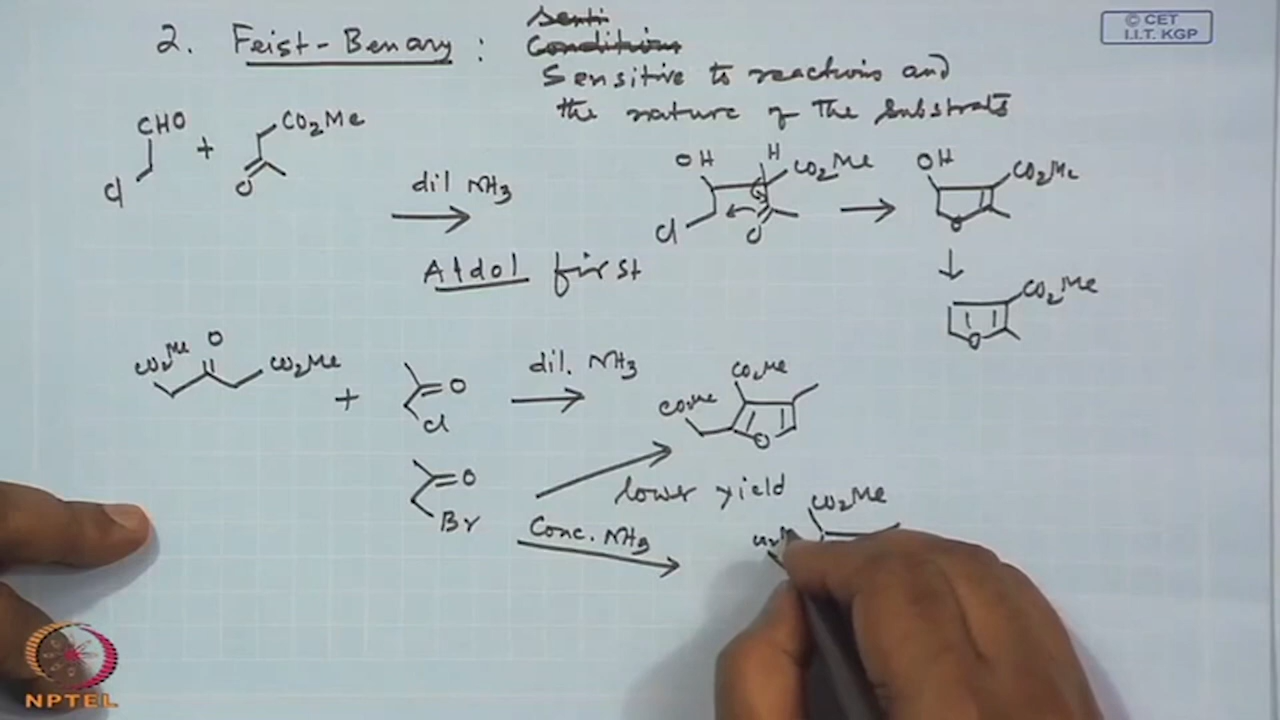 2. Feist-Benary :
Sensitive to reactions and
the nature of the substrats
© CET
I.I.T. KGP
CHO
+
CO2Me
Cl
O
dil NH3
Aldol first
OH
H
CO2Me
Cl
O
OH
CO2Me
O
CO2Me
O
CO2Me
O
CO2Me
+
O
Cl
dil. NH3
CO2Me
CO2Me
O
O
Br
lower yield
Conc. NH3
CO2Me
NPTEL